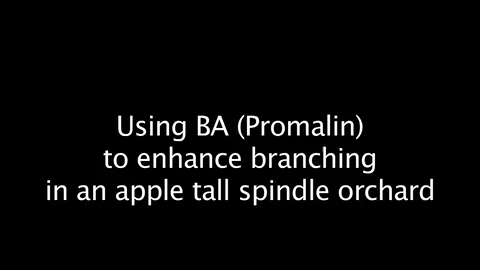 Using BA (Promalin)
to enhance branching
in an apple tall spindle orchard